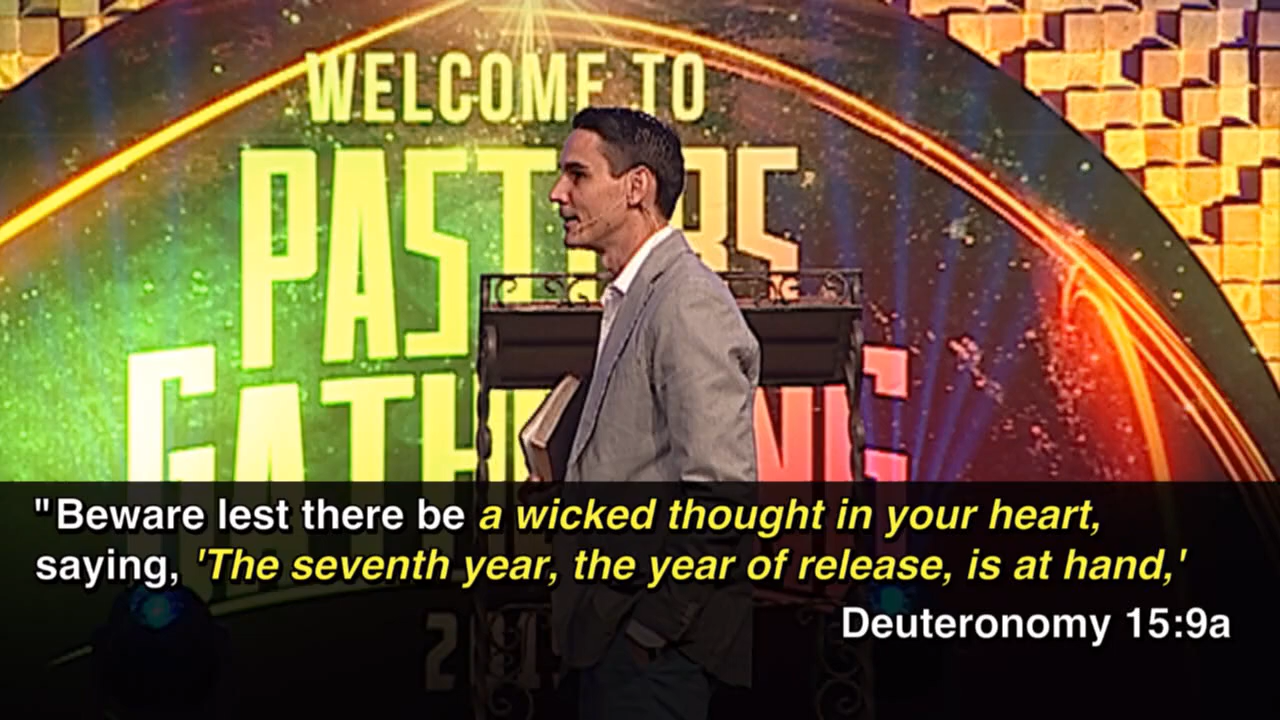 WELCOME TO
"Beware lest there be a wicked thought in your heart,
saying, 'The seventh year, the year of release, is at hand,'
Deuteronomy 15:9a